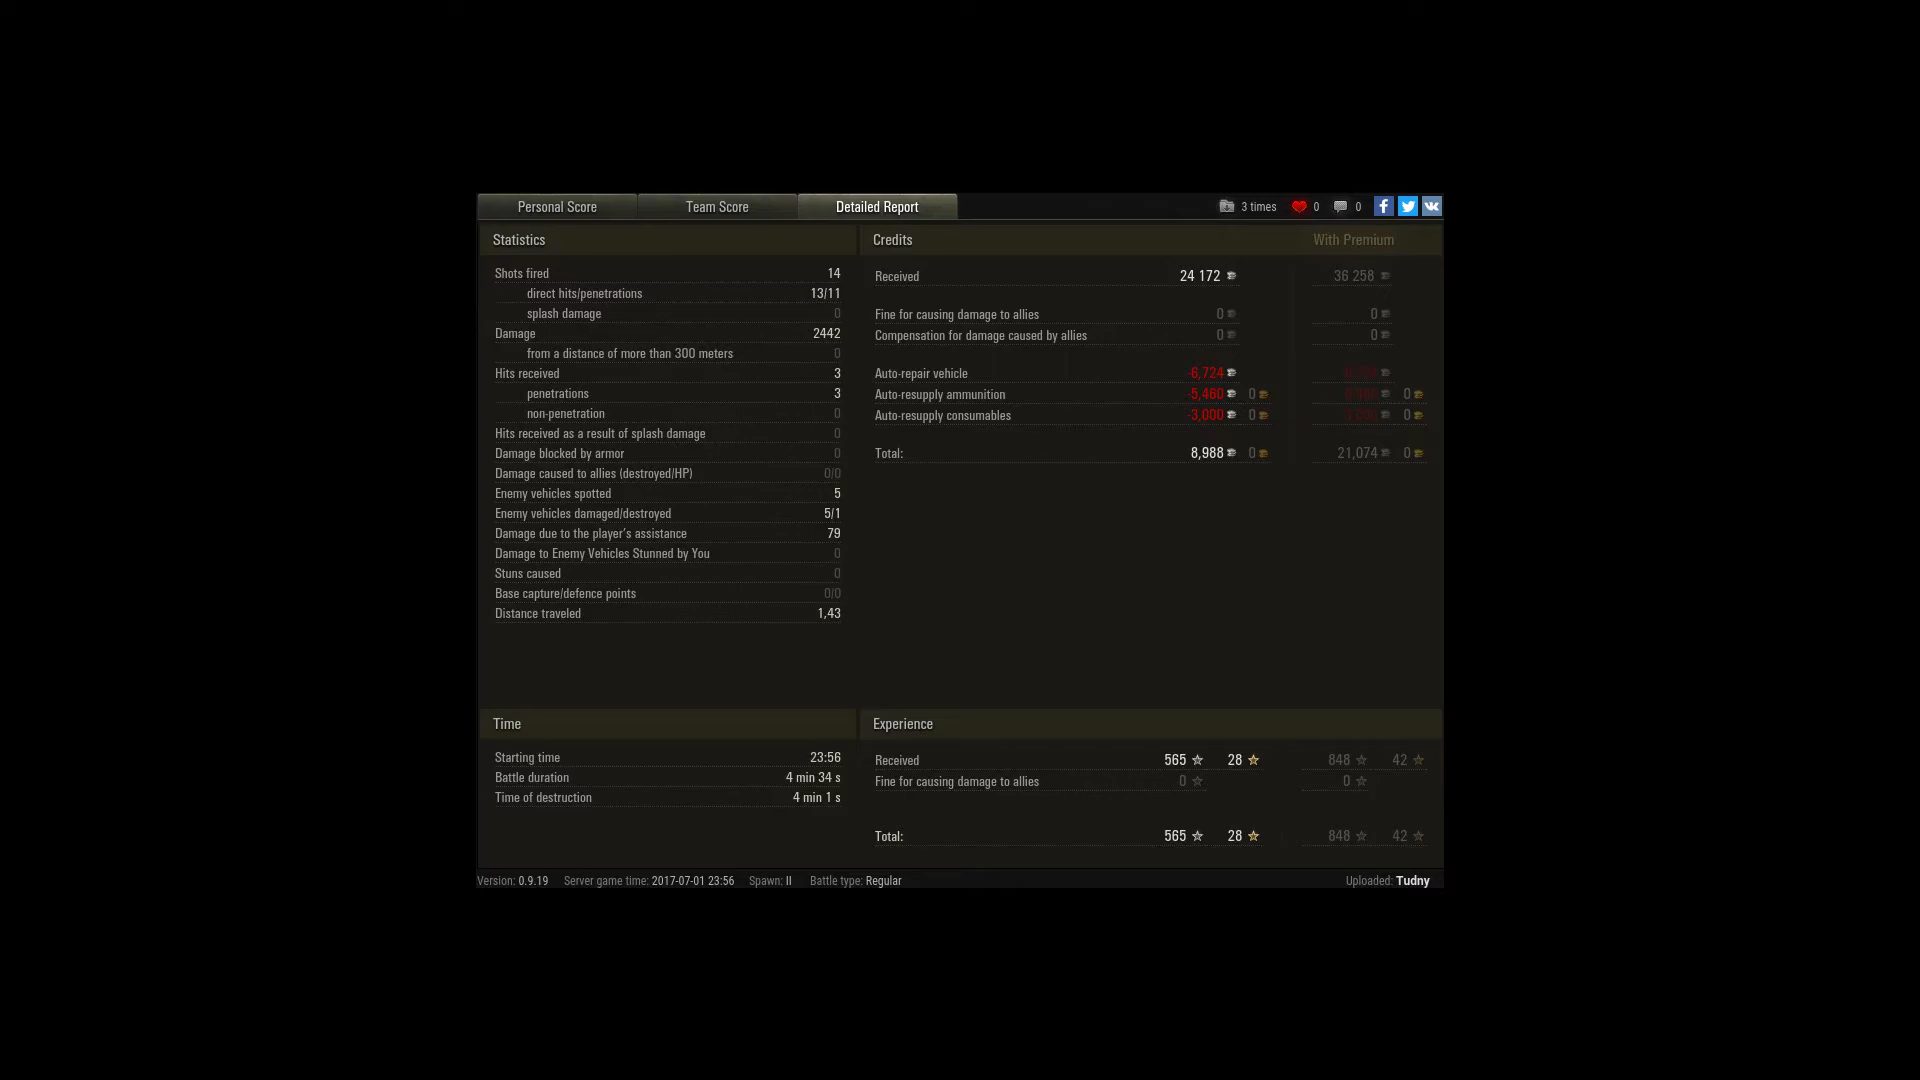 Personal Score Team Score Detailed Report 3 times 0 0
Statistics
Shots fired 14
direct hits/penetrations 13/11
splash damage 0
Damage 2442
from a distance of more than 300 meters 0
Hits received 3
penetrations 3
non-penetration 0
Hits received as a result of splash damage 0
Damage blocked by armor 0
Damage caused to allies (destroyed/HP) 0/0
Enemy vehicles spotted 5
Enemy vehicles damaged/destroyed 5/1
Damage due to the player's assistance 79
Damage to Enemy Vehicles Stunned by You 0
Stuns caused 0
Base capture/defence points 0/0
Distance traveled 1,43
Credits With Premium
Received 24 172 36 258
Fine for causing damage to allies 0 0
Compensation for damage caused by allies 0 0
Auto-repair vehicle -6,724
Auto-resupply ammunition -5,460 0 0
Auto-resupply consumables -3,000 0 0
Total: 8,988 0 21,074 0
Time
Starting time 23:56
Battle duration 4 min 34 s
Time of destruction 4 min 1 s
Experience
Received 565 28 848 42
Fine for causing damage to allies 0 0
Total: 565 28 848 42
Version: 0.9.19 Server game time: 2017-07-01 23:56 Spawn: II Battle type: Regular Uploaded: Tudny